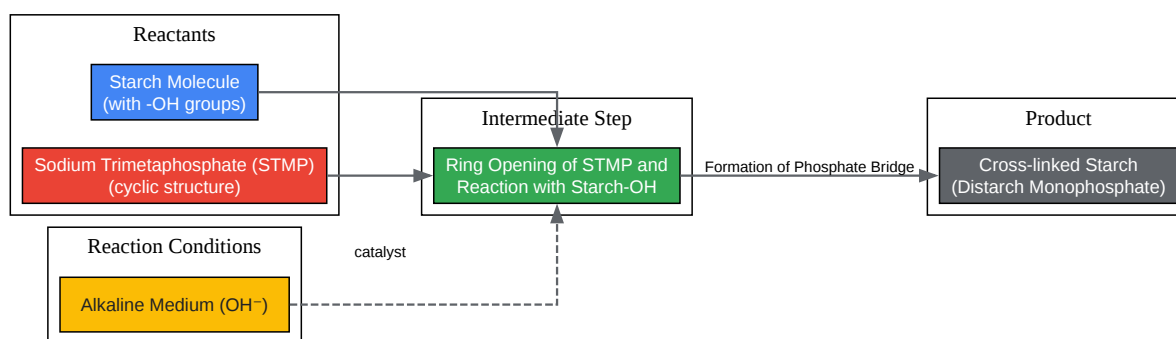 Reactants
Starch Molecule
(with -OH groups)
Sodium Trimetaphosphate (STMP)
(cyclic structure)
Intermediate Step
Ring Opening of STMP and
Reaction with Starch-OH
Formation of Phosphate Bridge
Product
Cross-linked Starch
(Distarch Monophosphate)
Reaction Conditions
Alkaline Medium (OH⁻)
catalyst